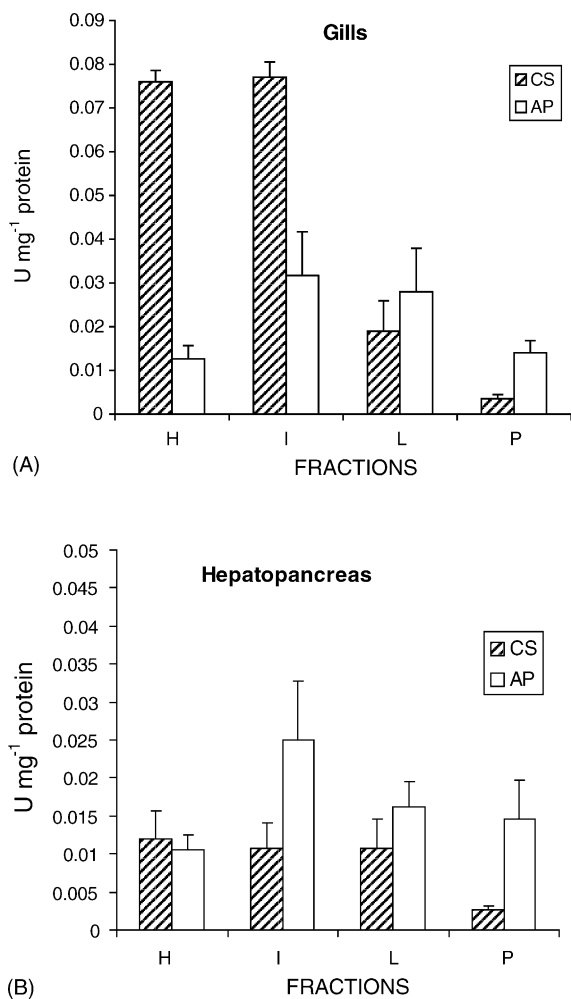 Gills
0.09
0.08
0.07
0.06
0.05
0.04
0.03
0.02
0.01
0
U mg-1 protein
CS
AP
H I L P
FRACTIONS
(A)
Hepatopancreas
0.05
0.045
0.04
0.035
0.03
0.025
0.02
0.015
0.01
0.005
0
U mg-1 protein
CS
AP
H I L P
FRACTIONS
(B)